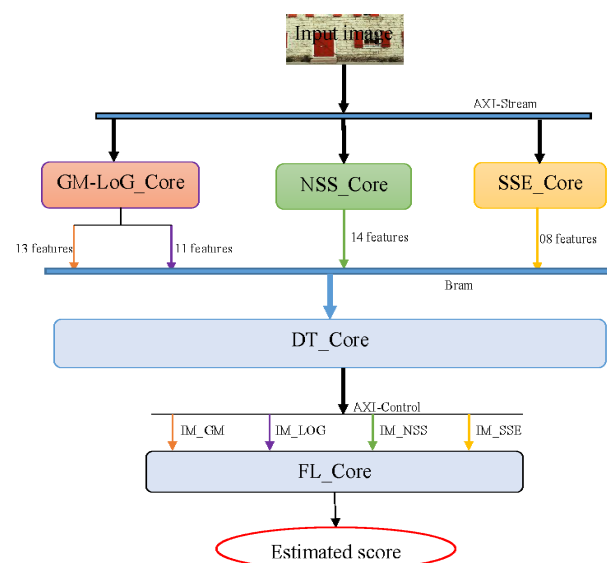 Input image
AXI-Stream
GM-LoG_Core
NSS_Core
SSE_Core
13 features
11 features
14 features
08 features
Bram
DT_Core
AXI-Control
IM_GM
IM_LOG
IM_NSS
IM_SSE
FL_Core
Estimated score